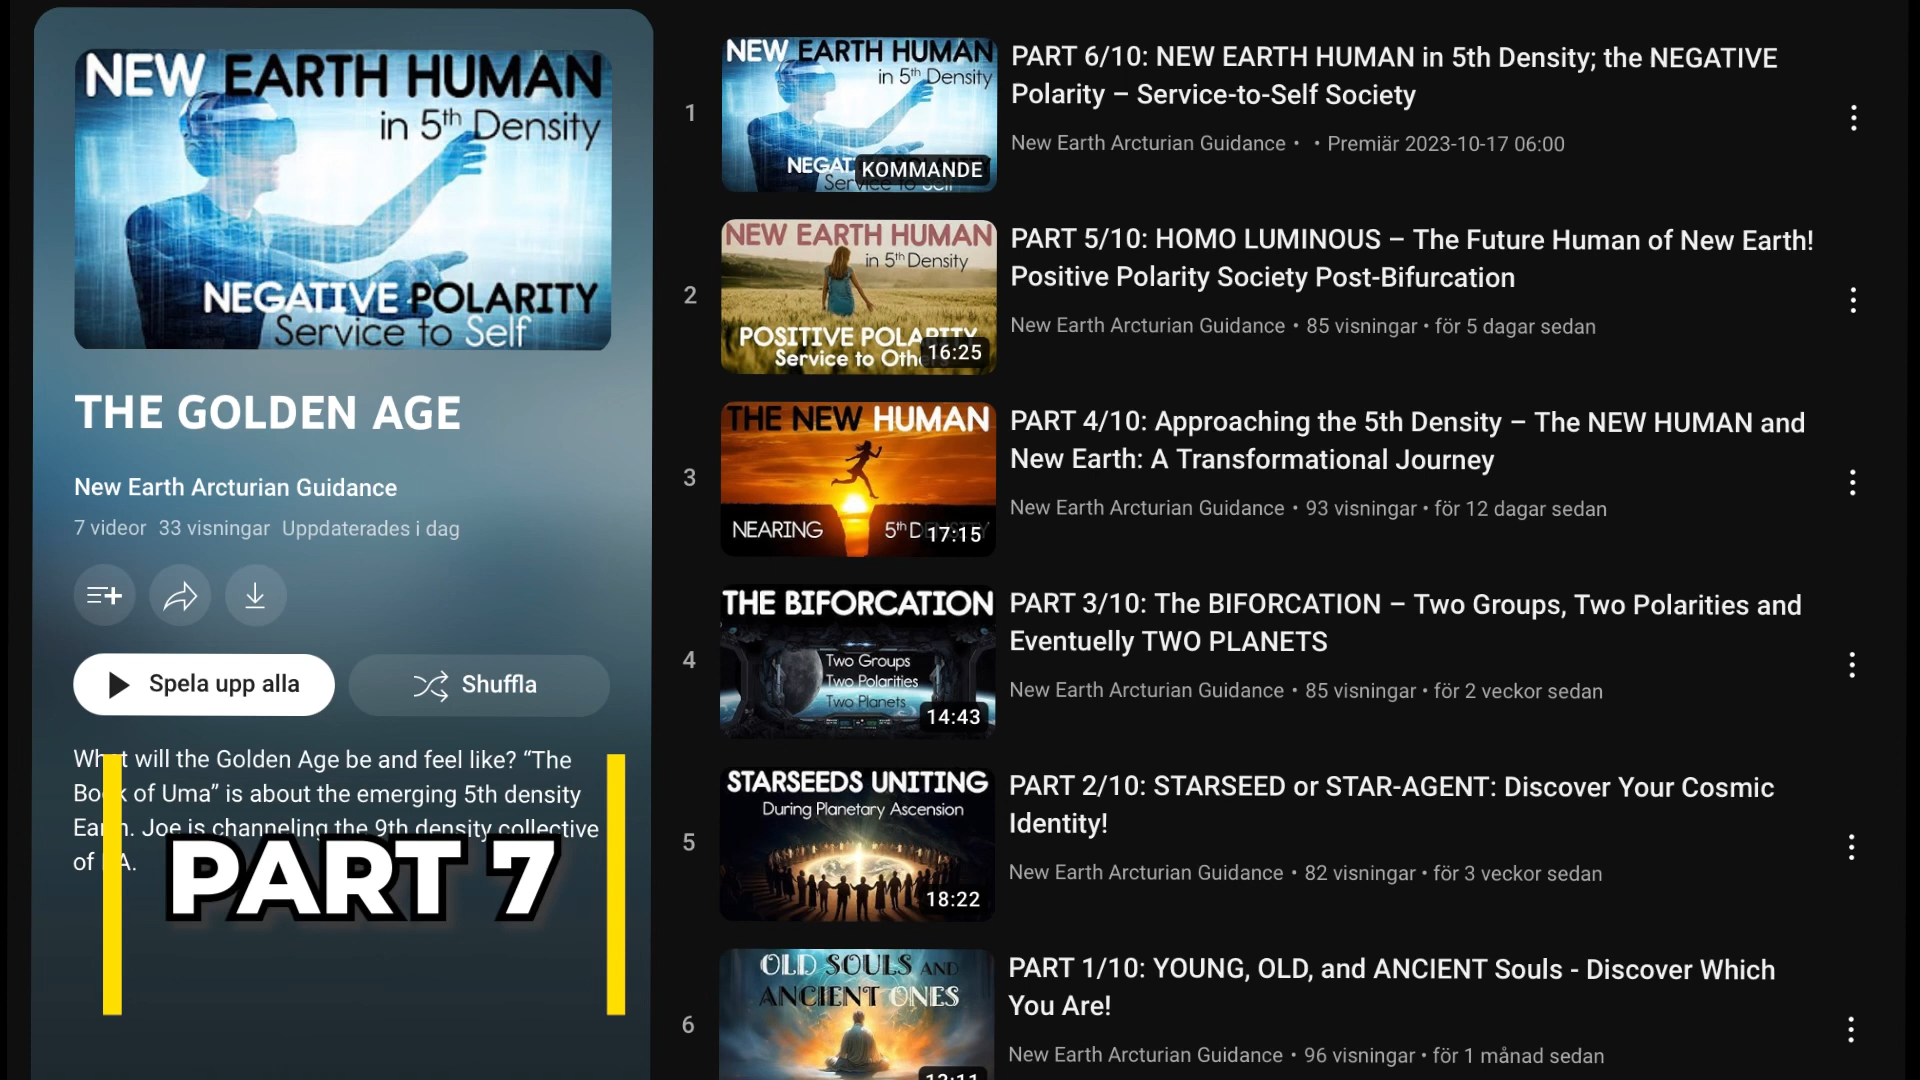 NEW EARTH HUMAN
in 5th Density
NEGATIVE POLARITY
Service to Self
THE GOLDEN AGE
New Earth Arcturian Guidance
7 videor 33 visningar Uppdaterades i dag
Spela upp alla
Shuffla
What will the Golden Age be and feel like? “The
Book of Uma” is about the emerging 5th density
Earth. Joe is channeling the 9th density collective
of
PART 7
1
NEW EARTH HUMAN
in 5th Density
KOMMANDE
PART 6/10: NEW EARTH HUMAN in 5th Density; the NEGATIVE
Polarity – Service-to-Self Society
New Earth Arcturian Guidance • • Premiär 2023-10-17 06:00
2
NEW EARTH HUMAN
in 5th Density
POSITIVE POLARITY
Service to Others
16:25
PART 5/10: HOMO LUMINOUS – The Future Human of New Earth!
Positive Polarity Society Post-Bifurcation
New Earth Arcturian Guidance • 85 visningar • för 5 dagar sedan
3
THE NEW HUMAN
NEARING 5th DENSITY
17:15
PART 4/10: Approaching the 5th Density – The NEW HUMAN and
New Earth: A Transformational Journey
New Earth Arcturian Guidance • 93 visningar • för 12 dagar sedan
4
THE BIFORCATION
Two Groups
Two Polarities
Two Planets
14:43
PART 3/10: The BIFORCATION – Two Groups, Two Polarities and
Eventuelly TWO PLANETS
New Earth Arcturian Guidance • 85 visningar • för 2 veckor sedan
5
STARSEEDS UNITING
During Planetary Ascension
18:22
PART 2/10: STARSEED or STAR-AGENT: Discover Your Cosmic
Identity!
New Earth Arcturian Guidance • 82 visningar • för 3 veckor sedan
6
OLD SOULS AND
ANCIENT ONES
PART 1/10: YOUNG, OLD, and ANCIENT Souls - Discover Which
You Are!
New Earth Arcturian Guidance • 96 visningar • för 1 månad sedan